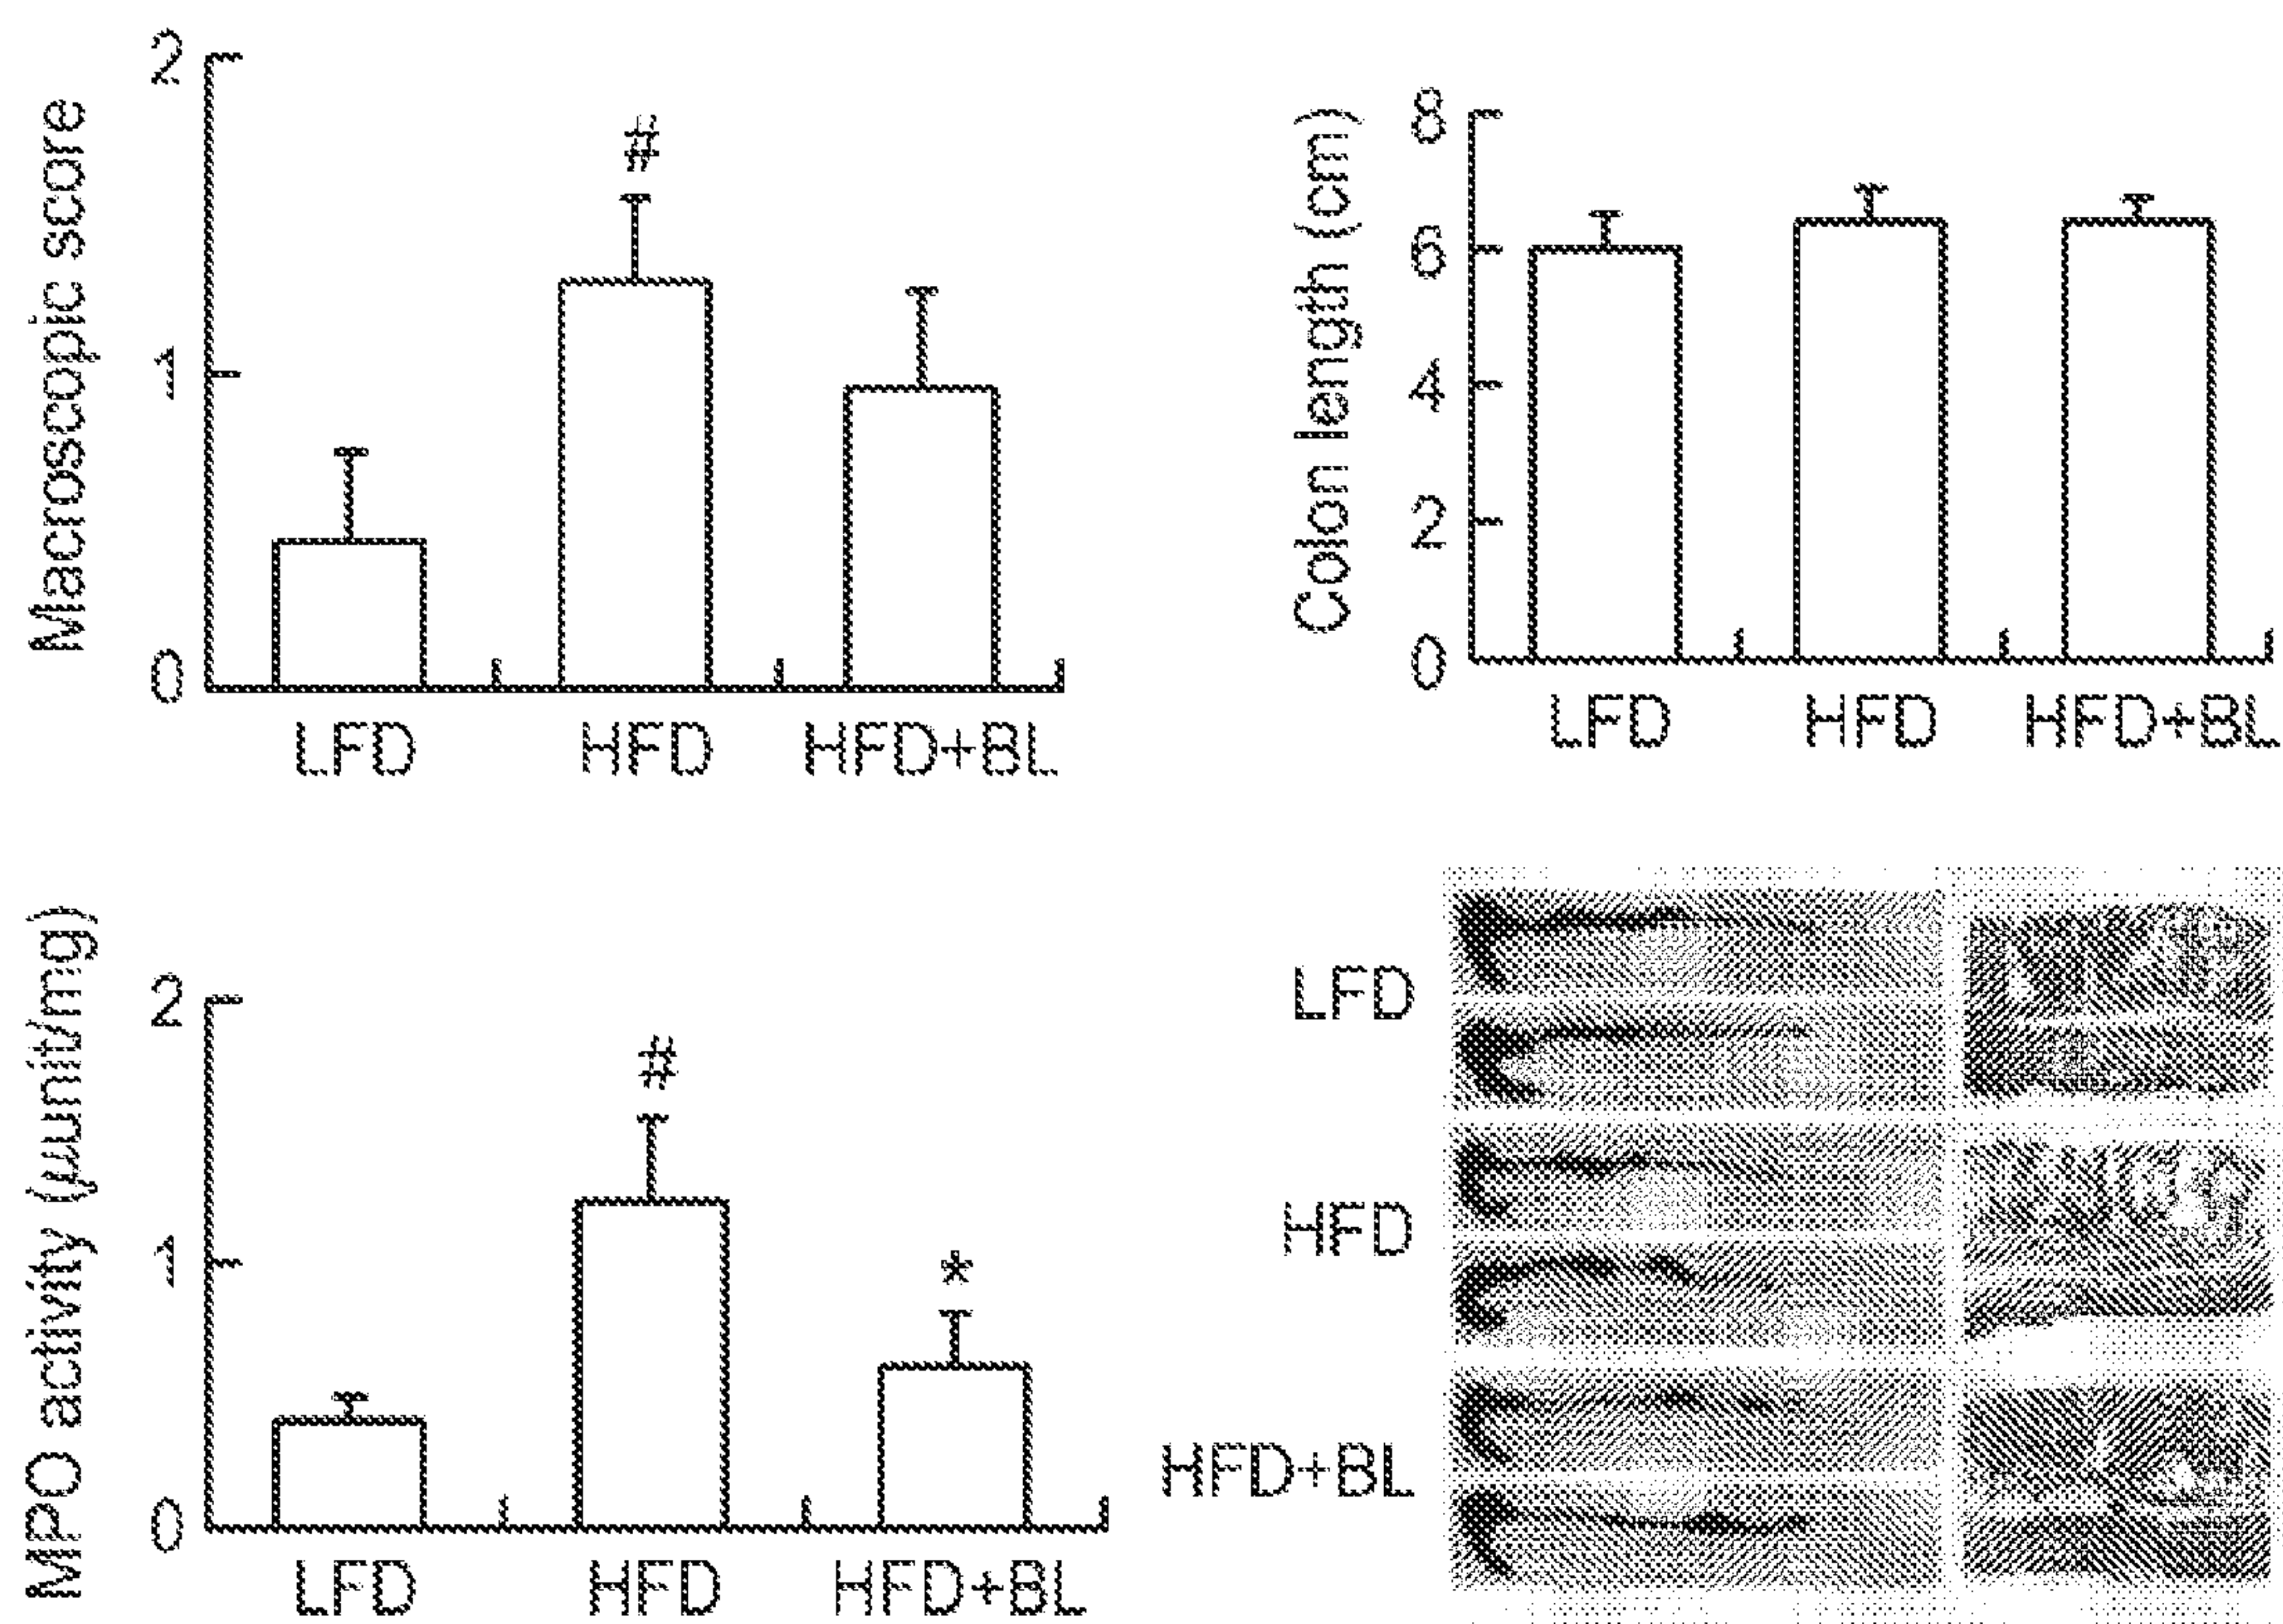 Macroscopic score
2
1
0
#
LFD HFD HFD+BL
Colon length (cm)
8
6
4
2
0
LFD HFD HFD+BL
MPO activity (μunit/mg)
2
1
0
#
*
LFD HFD HFD+BL
LFD
HFD
HFD+BL